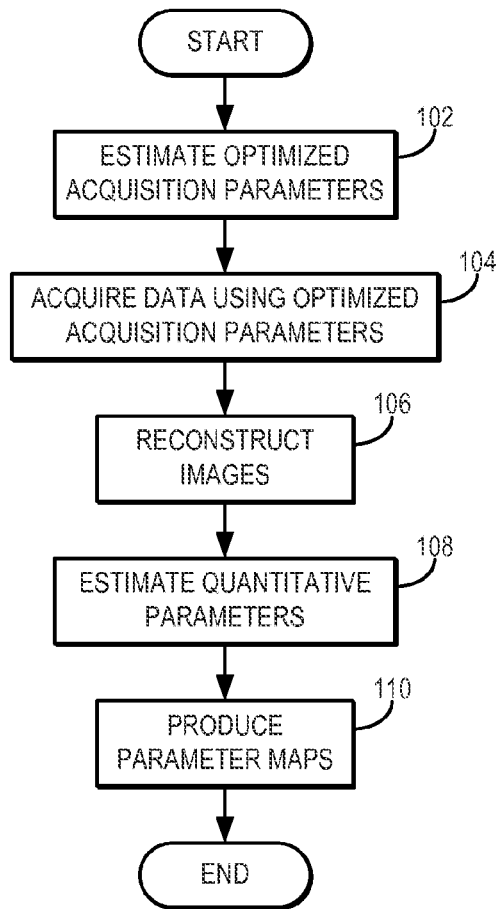 START
102
ESTIMATE OPTIMIZED
ACQUISITION PARAMETERS
104
ACQUIRE DATA USING OPTIMIZED
ACQUISITION PARAMETERS
106
RECONSTRUCT
IMAGES
108
ESTIMATE QUANTITATIVE
PARAMETERS
110
PRODUCE
PARAMETER MAPS
END